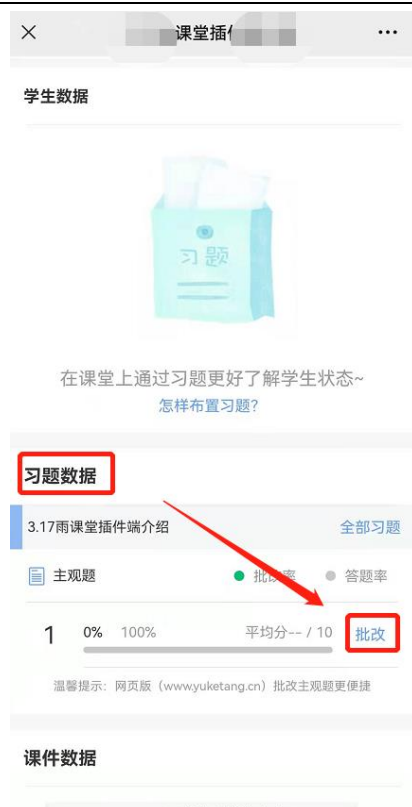 课堂插
学生数据
习题
在课堂上通过习题更好了解学生状态~
怎样布置习题?
习题数据
3.17雨课堂插件端介绍 全部习题
主观题 批改率 答题率
1 0% 100% 平均分-- / 10 批改
温馨提示: 网页版 (www.yuketang.cn) 批改主观题更便捷
课件数据